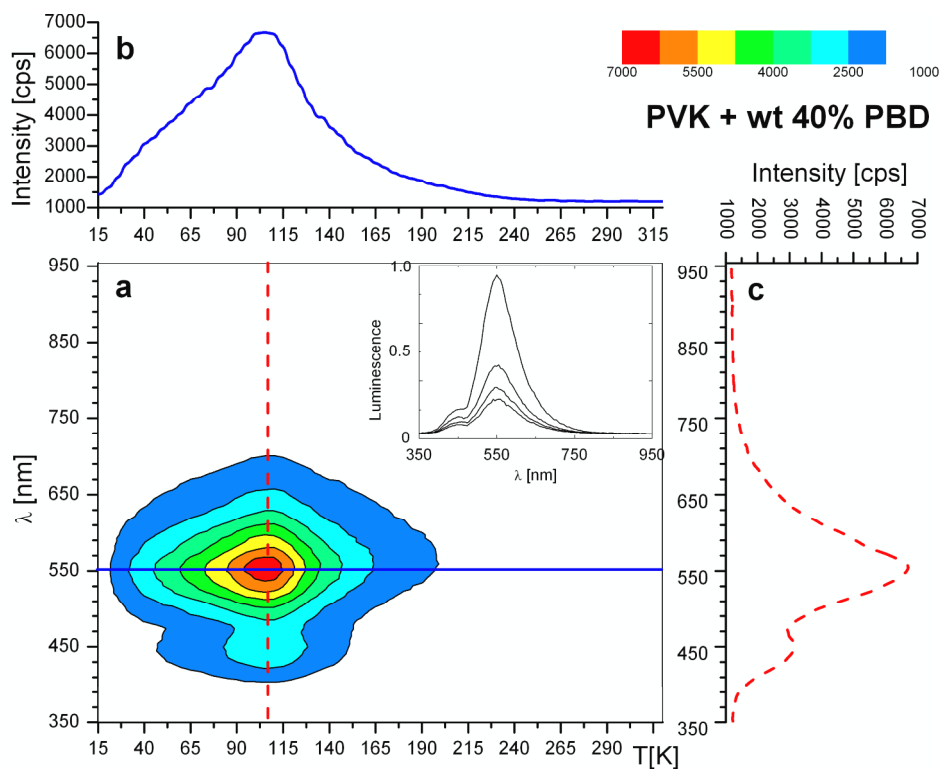 b
Intensity [cps]
7000
6000
5000
4000
3000
2000
1000
15 40 65 90 115 140 165 190 215 240 265 290 315
7000 5500 4000 2500 1000
PVK + wt 40% PBD
Intensity [cps]
1000 2000 3000 4000 5000 6000 7000
a
λ [nm]
950
850
750
650
550
450
350
15 40 65 90 115 140 165 190 215 240 265 290 T[K]
Luminescence
1.0
0.5
0
350 550 750 950
λ [nm]
c
950
850
750
650
550
450
350